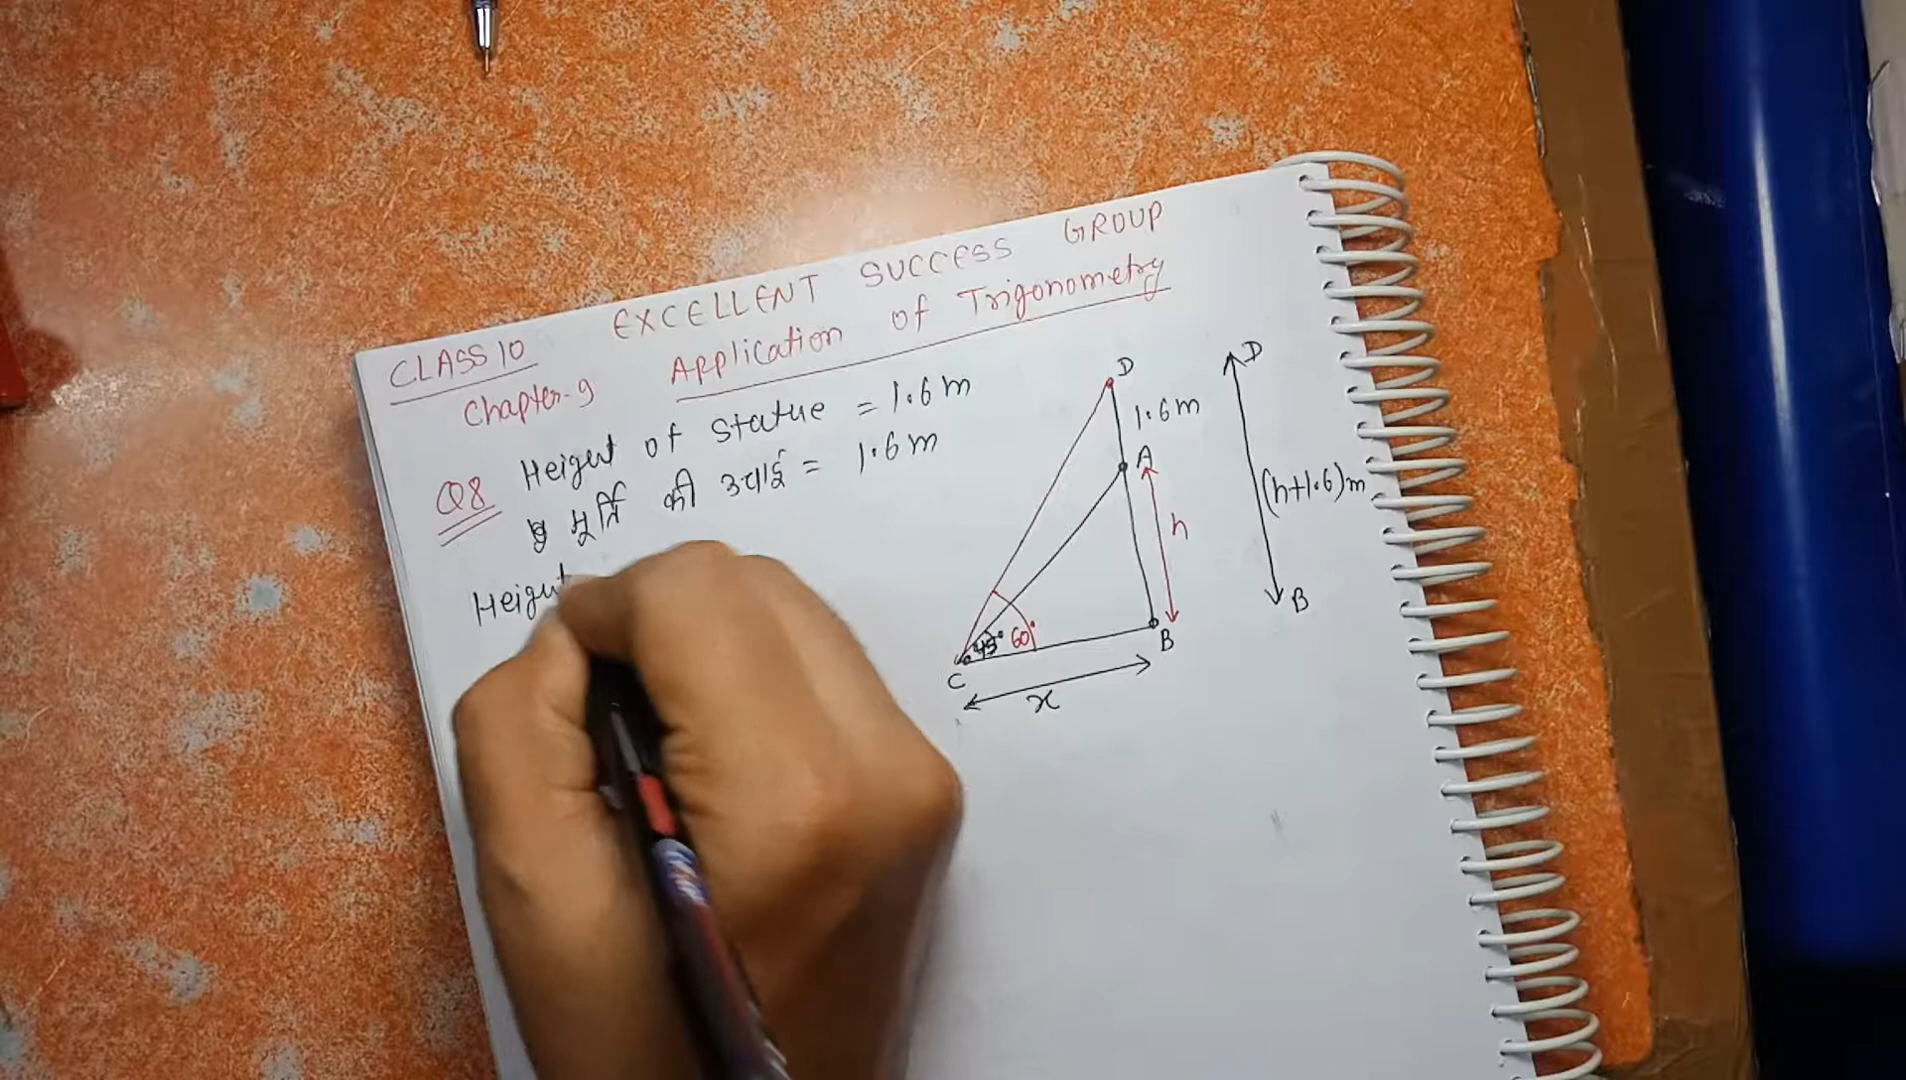 EXCELLENT SUCCESS GROUP
CLASS 10
Chapter-9 Application of Trigonometry
Q8 Height of Statue = 1.6 m
मूर्ति की उचाई = 1.6 m
Height
D
1.6 m
A
h
B
45° 60°
C
x
D
(h+1.6)m
B